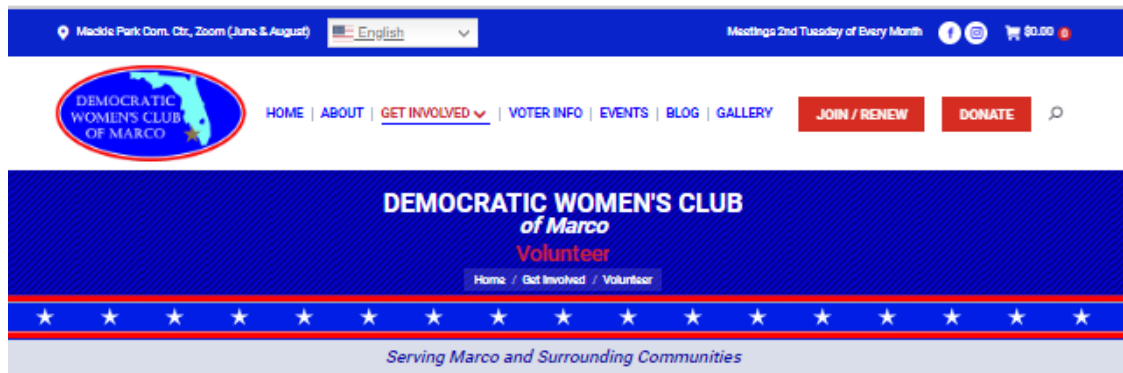 Mackle Park Com. Ctr., Zoom (June & August)
English
Meetings 2nd Tuesday of Every Month
$0.00 0
DEMOCRATIC
WOMEN'S CLUB
OF MARCO
HOME | ABOUT | GET INVOLVED | VOTER INFO | EVENTS | BLOG | GALLERY
JOIN / RENEW
DONATE
DEMOCRATIC WOMEN'S CLUB
of Marco
Volunteer
Home / Get Involved / Volunteer
Serving Marco and Surrounding Communities